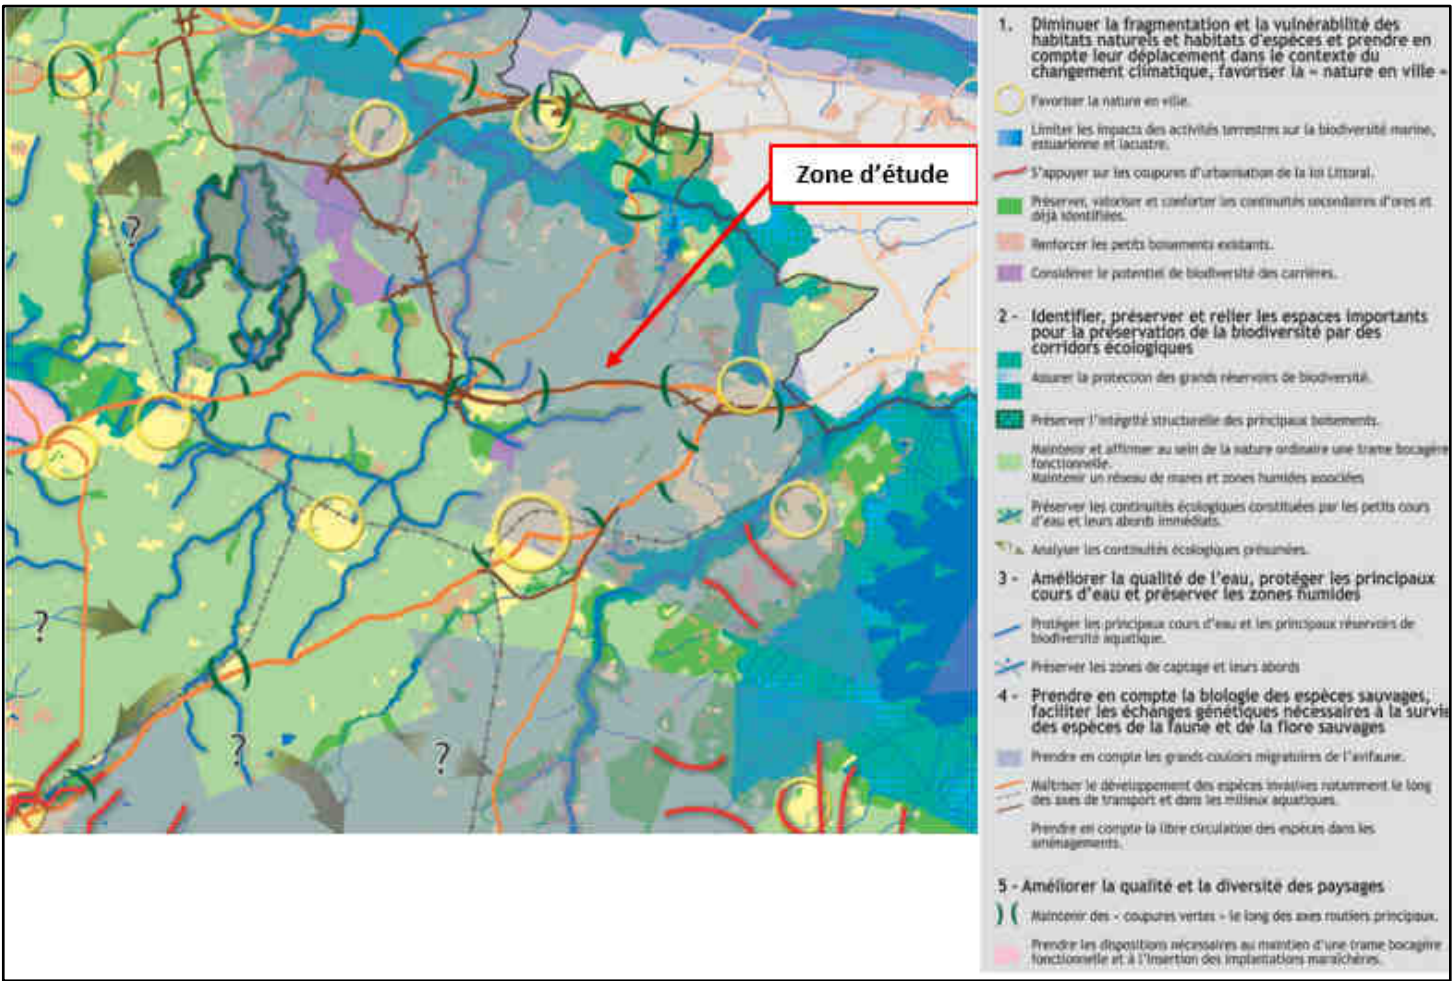 Zone d'étude
?
?
?
?
1. Diminuer la fragmentation et la vulnérabilité des
habitats naturels et habitats d'espèces et prendre en
compte leur déplacement dans le contexte du
changement climatique, favoriser la « nature en ville »
Favoriser la nature en ville.
Limiter les impacts des activités terrestres sur la biodiversité marine,
estuarienne et lacustre.
S'appuyer sur les coupures d'urbanisation de la loi Littoral.
Préserver, valoriser et conforter les continuités secondaires d'ores et
déjà identifiées.
Renforcer les petits boisements existants.
Considérer le potentiel de biodiversité des carrières.
2 - Identifier, préserver et relier les espaces importants
pour la préservation de la biodiversité par des
corridors écologiques
Assurer la protection des grands réservoirs de biodiversité.
Préserver l'intégrité structurelle des principaux boisements.
Maintenir et affirmer au sein de la nature ordinaire une trame bocagère
fonctionnelle.
Maintenir un réseau de mares et zones humides associées
Préserver les continuités écologiques constituées par les petits cours
d'eau et leurs abords immédiats.
Analyser les continuités écologiques présumées.
3 - Améliorer la qualité de l'eau, protéger les principaux
cours d'eau et préserver les zones humides
Protéger les principaux cours d'eau et les principaux réservoirs de
biodiversité aquatique.
Préserver les zones de captage et leurs abords
4 - Prendre en compte la biologie des espèces sauvages,
faciliter les échanges génétiques nécessaires à la survie
des espèces de la faune et de la flore sauvages
Prendre en compte les grands couloirs migratoires de l'avifaune.
Maîtriser le développement des espèces invasives notamment le long
des axes de transport et dans les milieux aquatiques.
Prendre en compte la libre circulation des espèces dans les
aménagements.
5 - Améliorer la qualité et la diversité des paysages
Maintenir des « coupures vertes » le long des axes routiers principaux.
Prendre les dispositions nécessaires au maintien d'une trame bocagère
fonctionnelle et à l'insertion des implantations maraîchères.